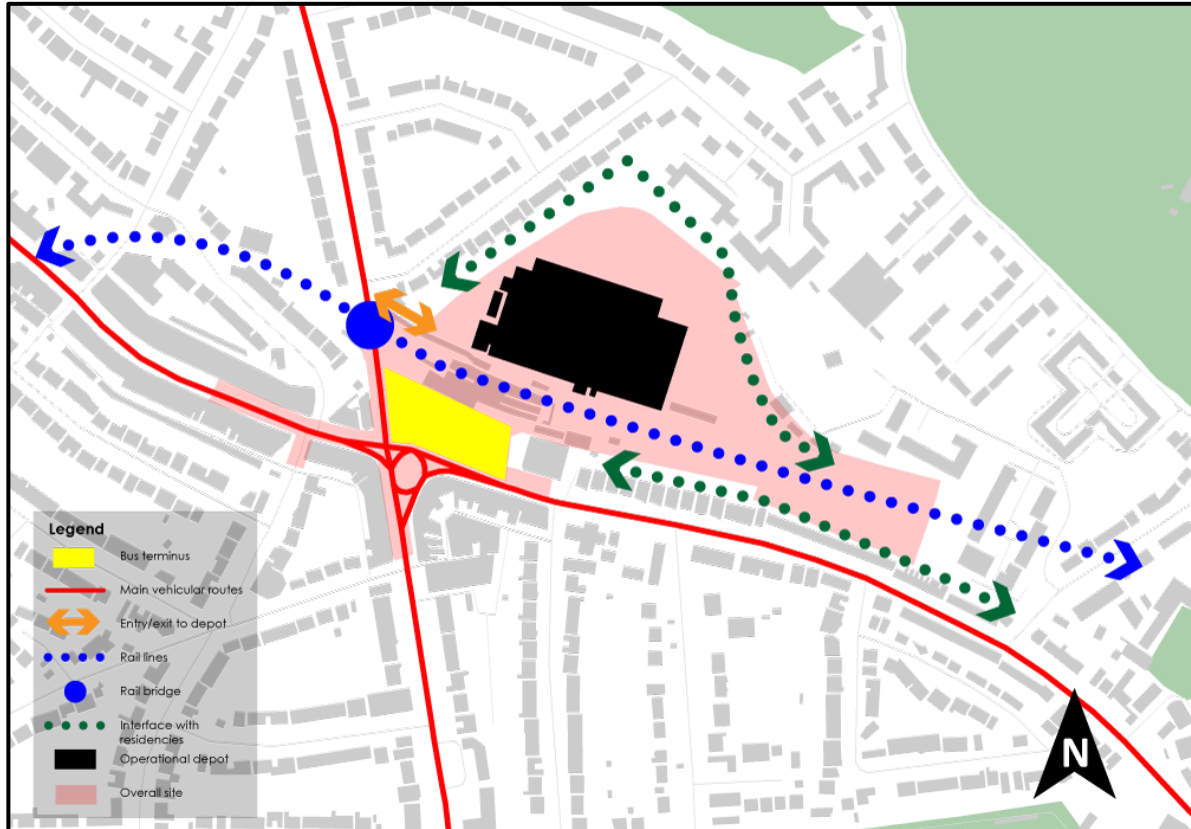 Legend
Bus terminus
Main vehicular routes
Entry/exit to depot
Rail lines
Rail bridge
Interface with
residencies
Operational depot
Overall site
N